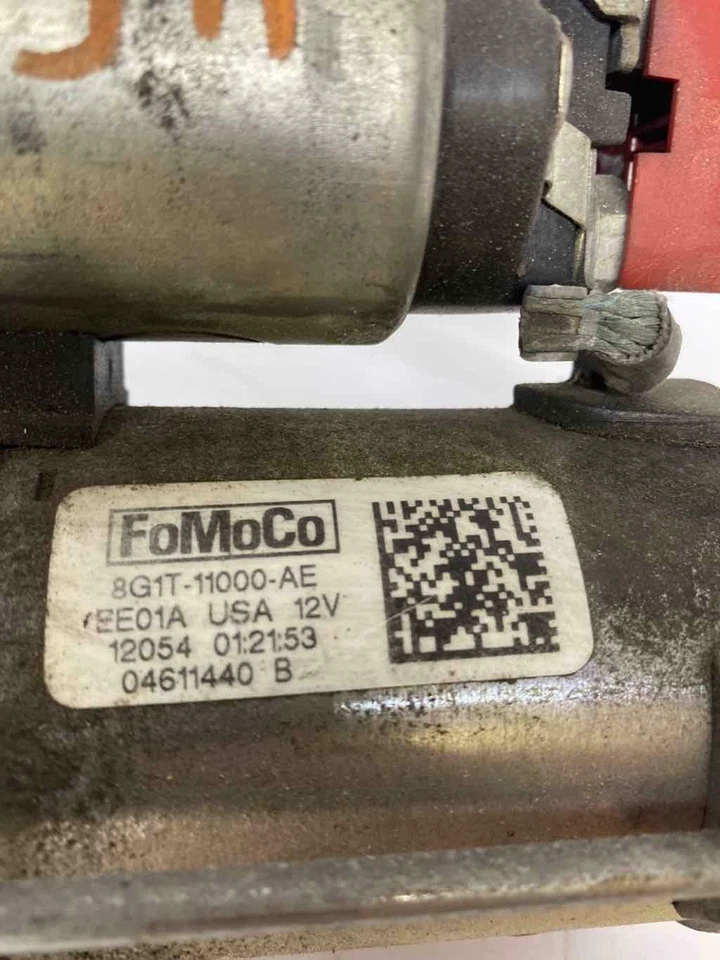 FoMoCo
8G1T-11000-AE
EE01A USA 12V
12054 01:21:53
04611440 B